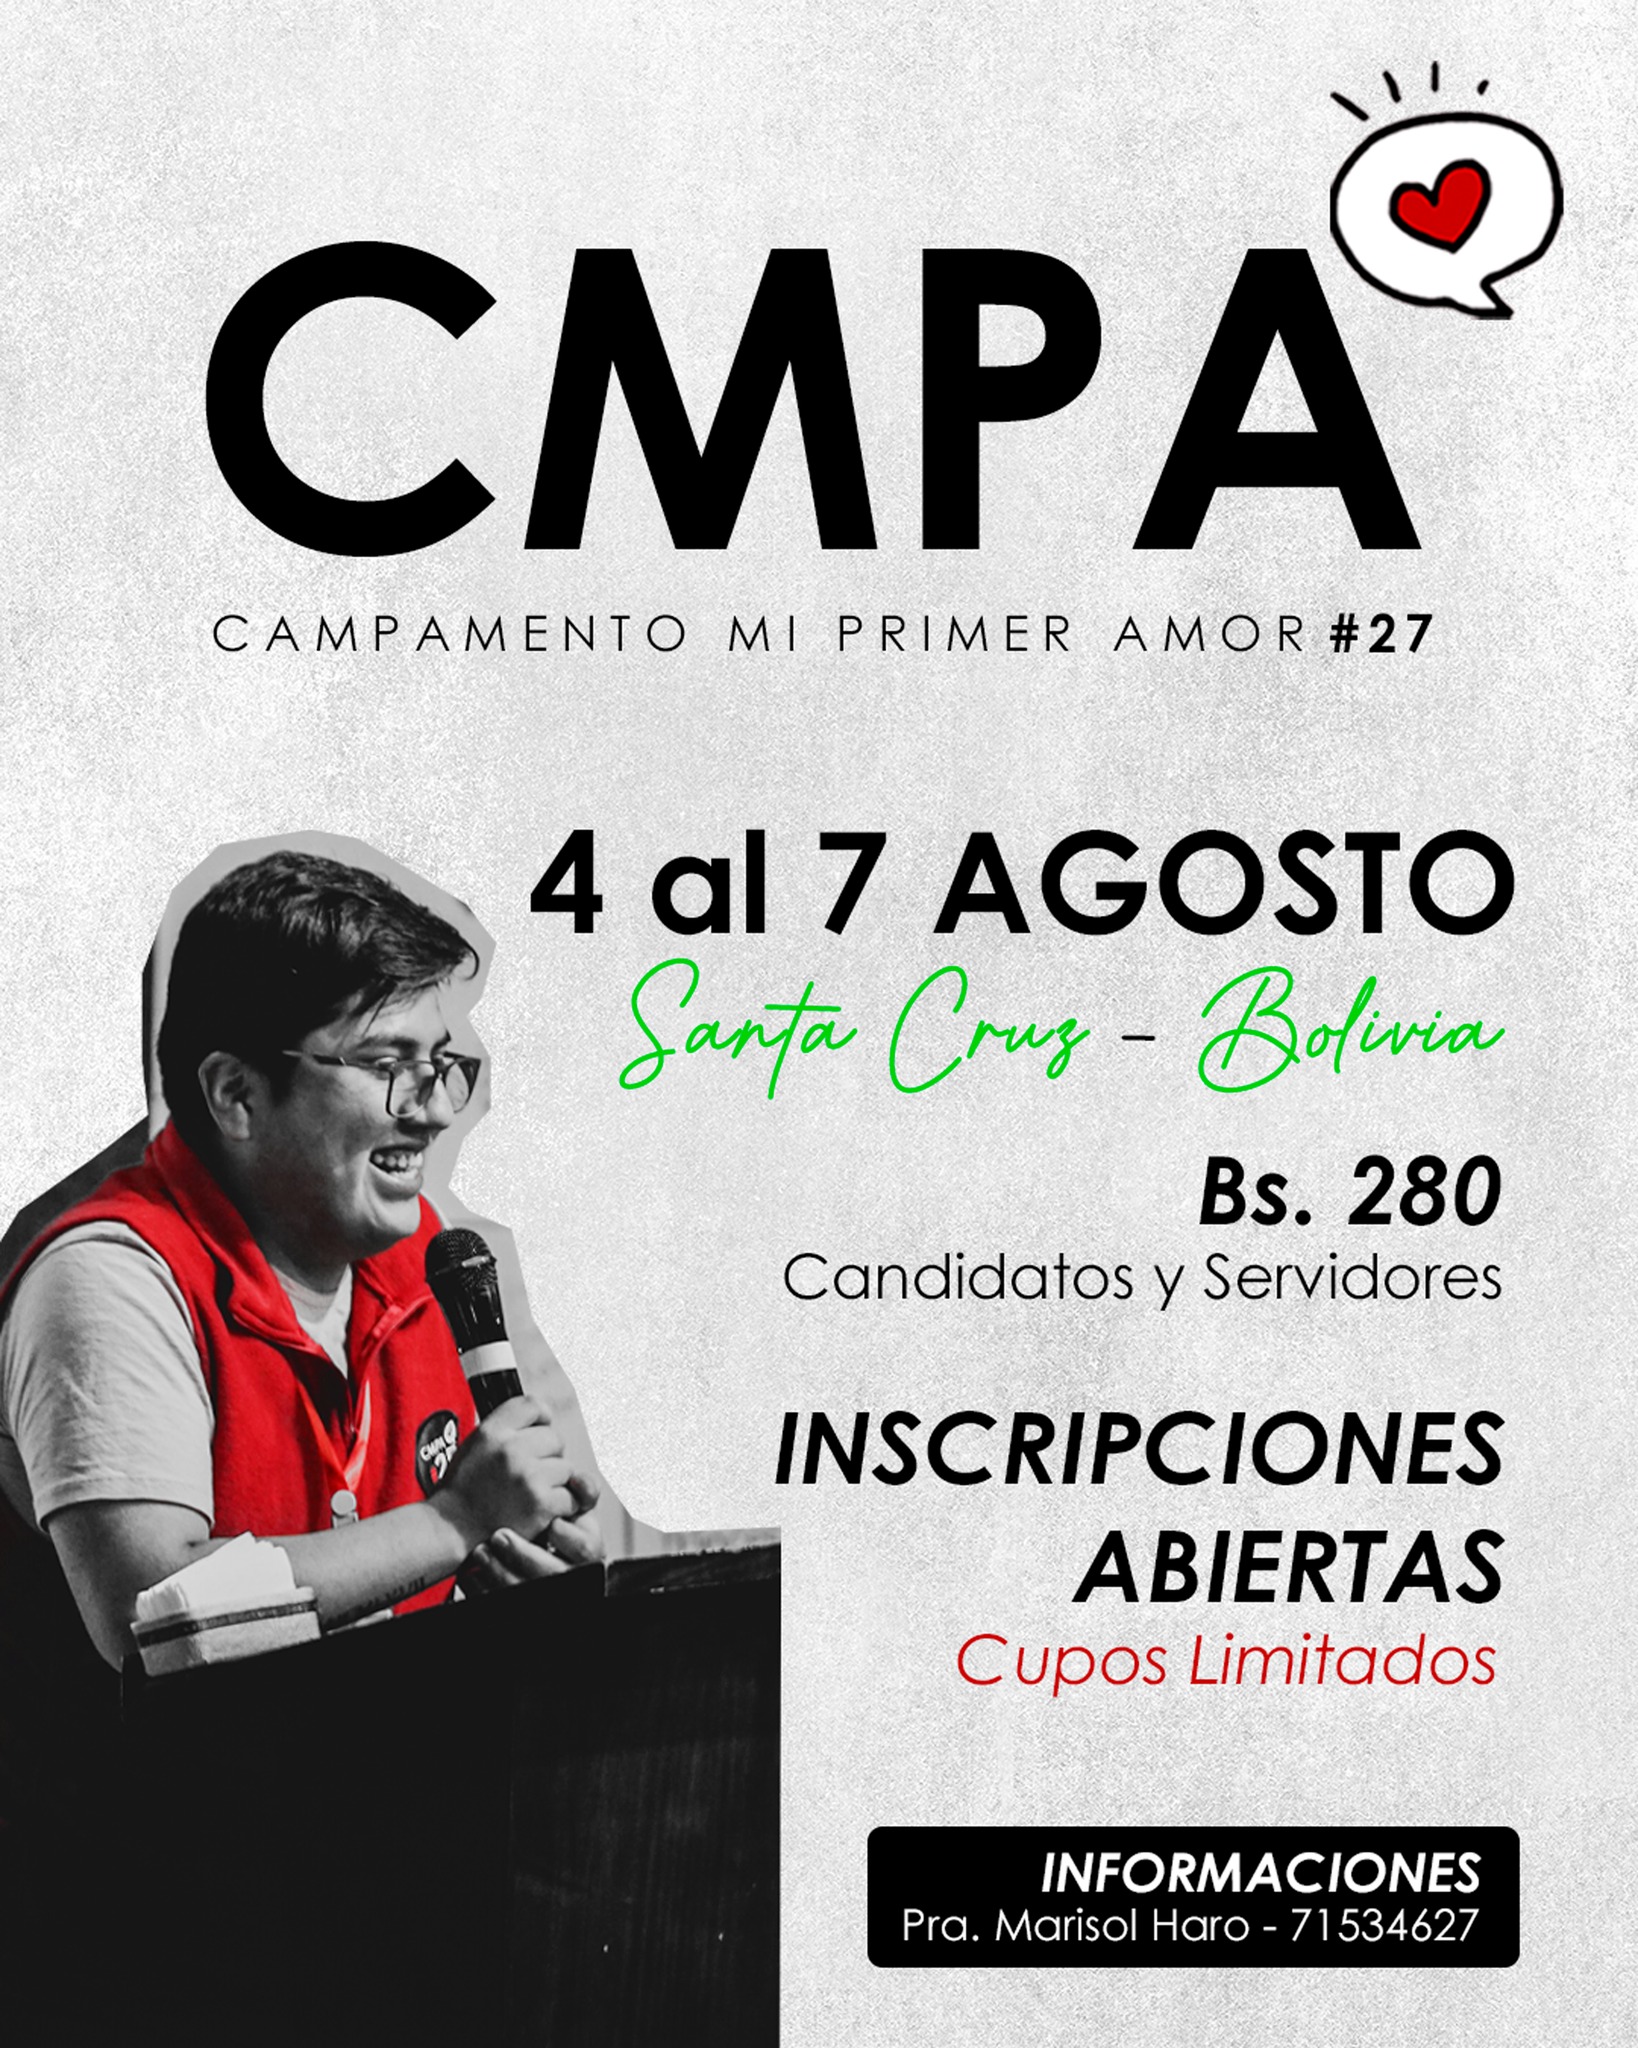 CMPA
CAMPAMENTO MI PRIMER AMOR #27
4 al 7 AGOSTO
Santa Cruz - Bolivia
Bs. 280
Candidatos y Servidores
INSCRIPCIONES
ABIERTAS
Cupos Limitados
CMPA
INFORMACIONES
Pra. Marisol Haro - 71534627